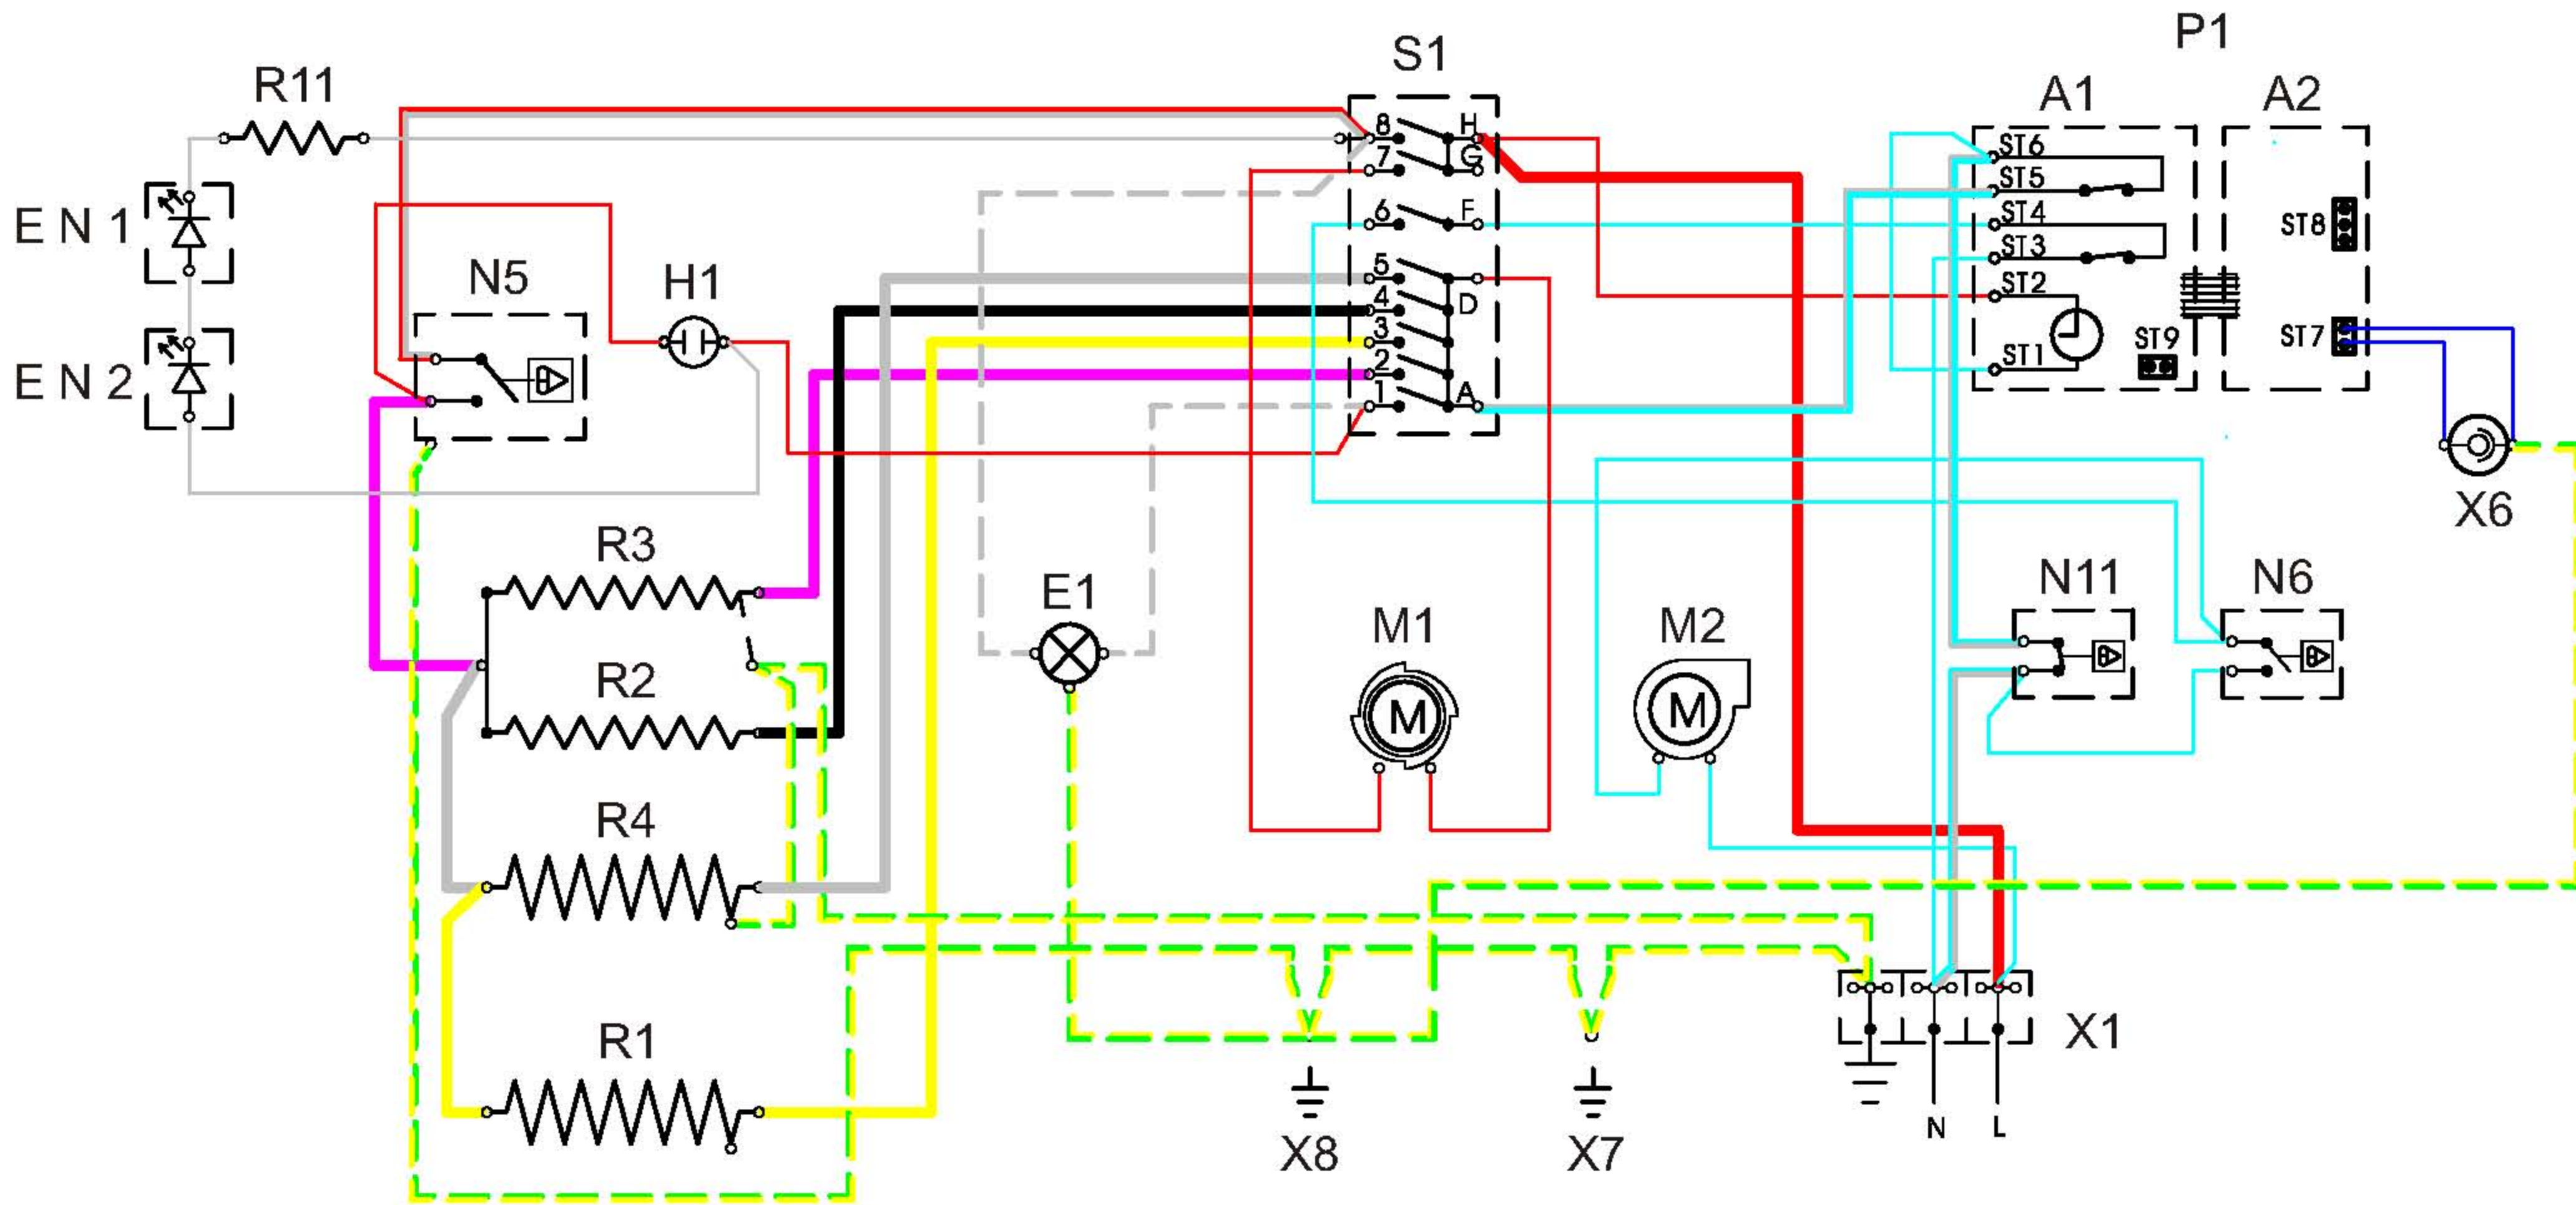 P1
S1
R11
A1
A2
8
H
7
G
ST6
ST5
6
F
ST4
ST8
EN1
ST3
N5
H1
5
ST2
4
D
3
ST9
ST7
2
ST1
EN2
1
A
X6
R3
E1
N11
N6
M1
M2
R2
M
M
R4
R1
X1
N
L
X8
X7